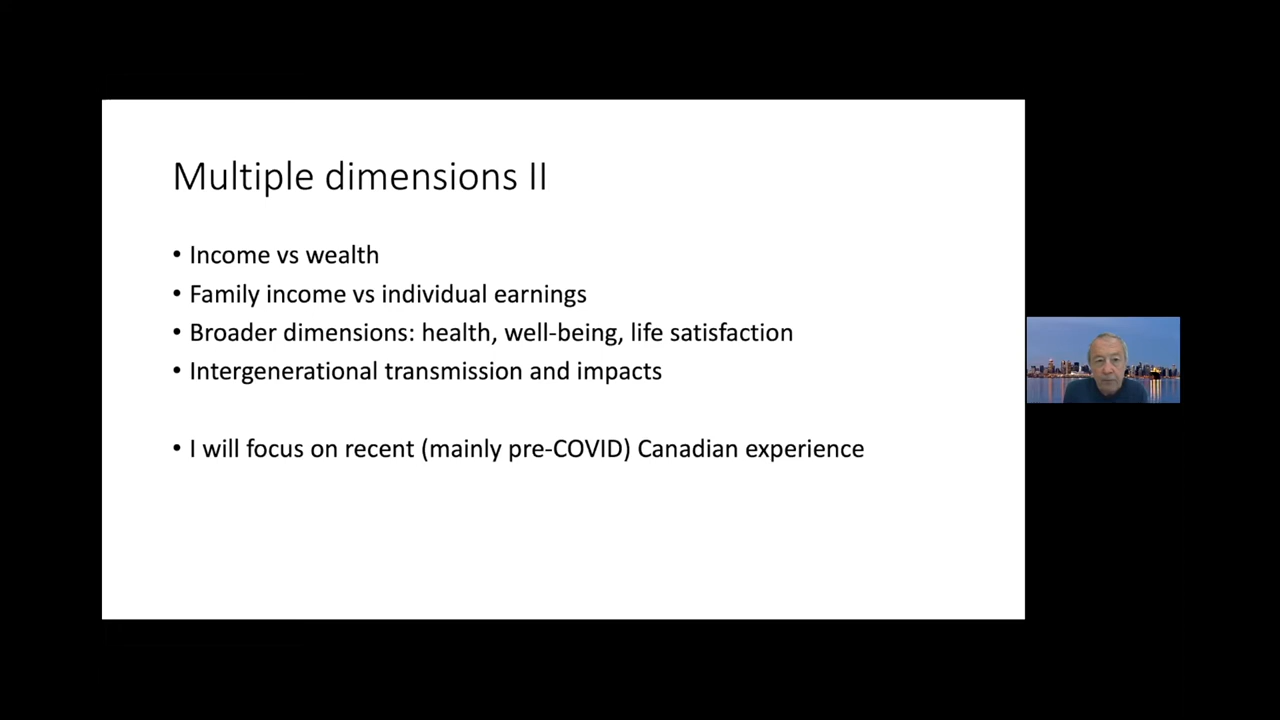 Multiple dimensions II
• Income vs wealth
• Family income vs individual earnings
• Broader dimensions: health, well-being, life satisfaction
• Intergenerational transmission and impacts
• I will focus on recent (mainly pre-COVID) Canadian experience